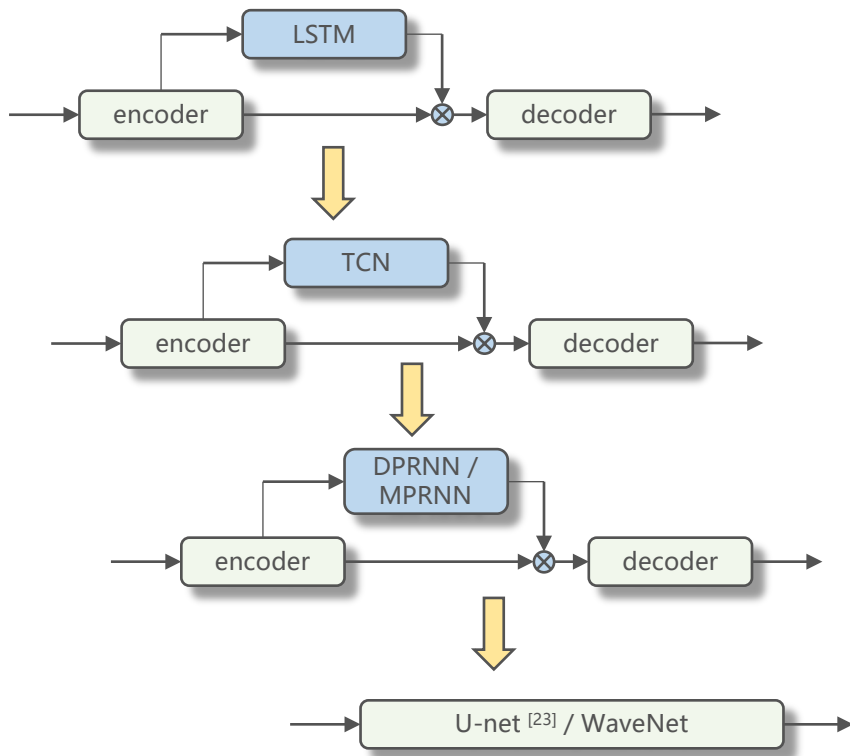 LSTM
encoder
decoder
TCN
encoder
decoder
DPRNN /
MPRNN
encoder
decoder
U-net [23] / WaveNet